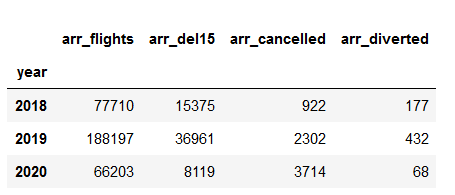 arr_flights arr_del15 arr_cancelled arr_diverted
year
2018 77710 15375 922 177
2019 188197 36961 2302 432
2020 66203 8119 3714 68